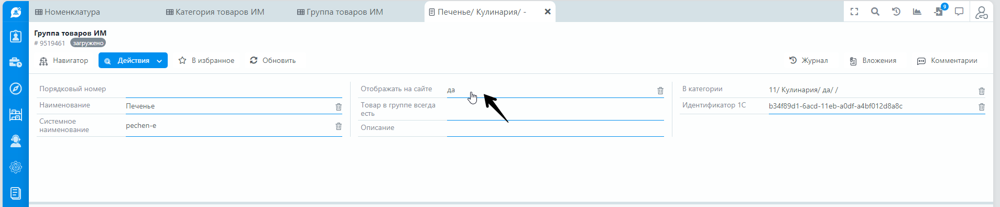 Номенклатура
Категория товаров ИМ
Группа товаров ИМ
Печенье/ Кулинария/ -
9
Группа товаров ИМ
# 9519461 загружено
Навигатор
Действия
В избранное
Обновить
Журнал
Вложения
Комментарии
Порядковый номер
Наименование Печенье
Системное
наименование
pechen-e
Отображать на сайте да
Товар в группе всегда
есть
Описание
В категории 11/ Кулинария/ да/ /
Идентификатор 1С b34f89d1-6acd-11eb-a0df-a4bf012d8a8c